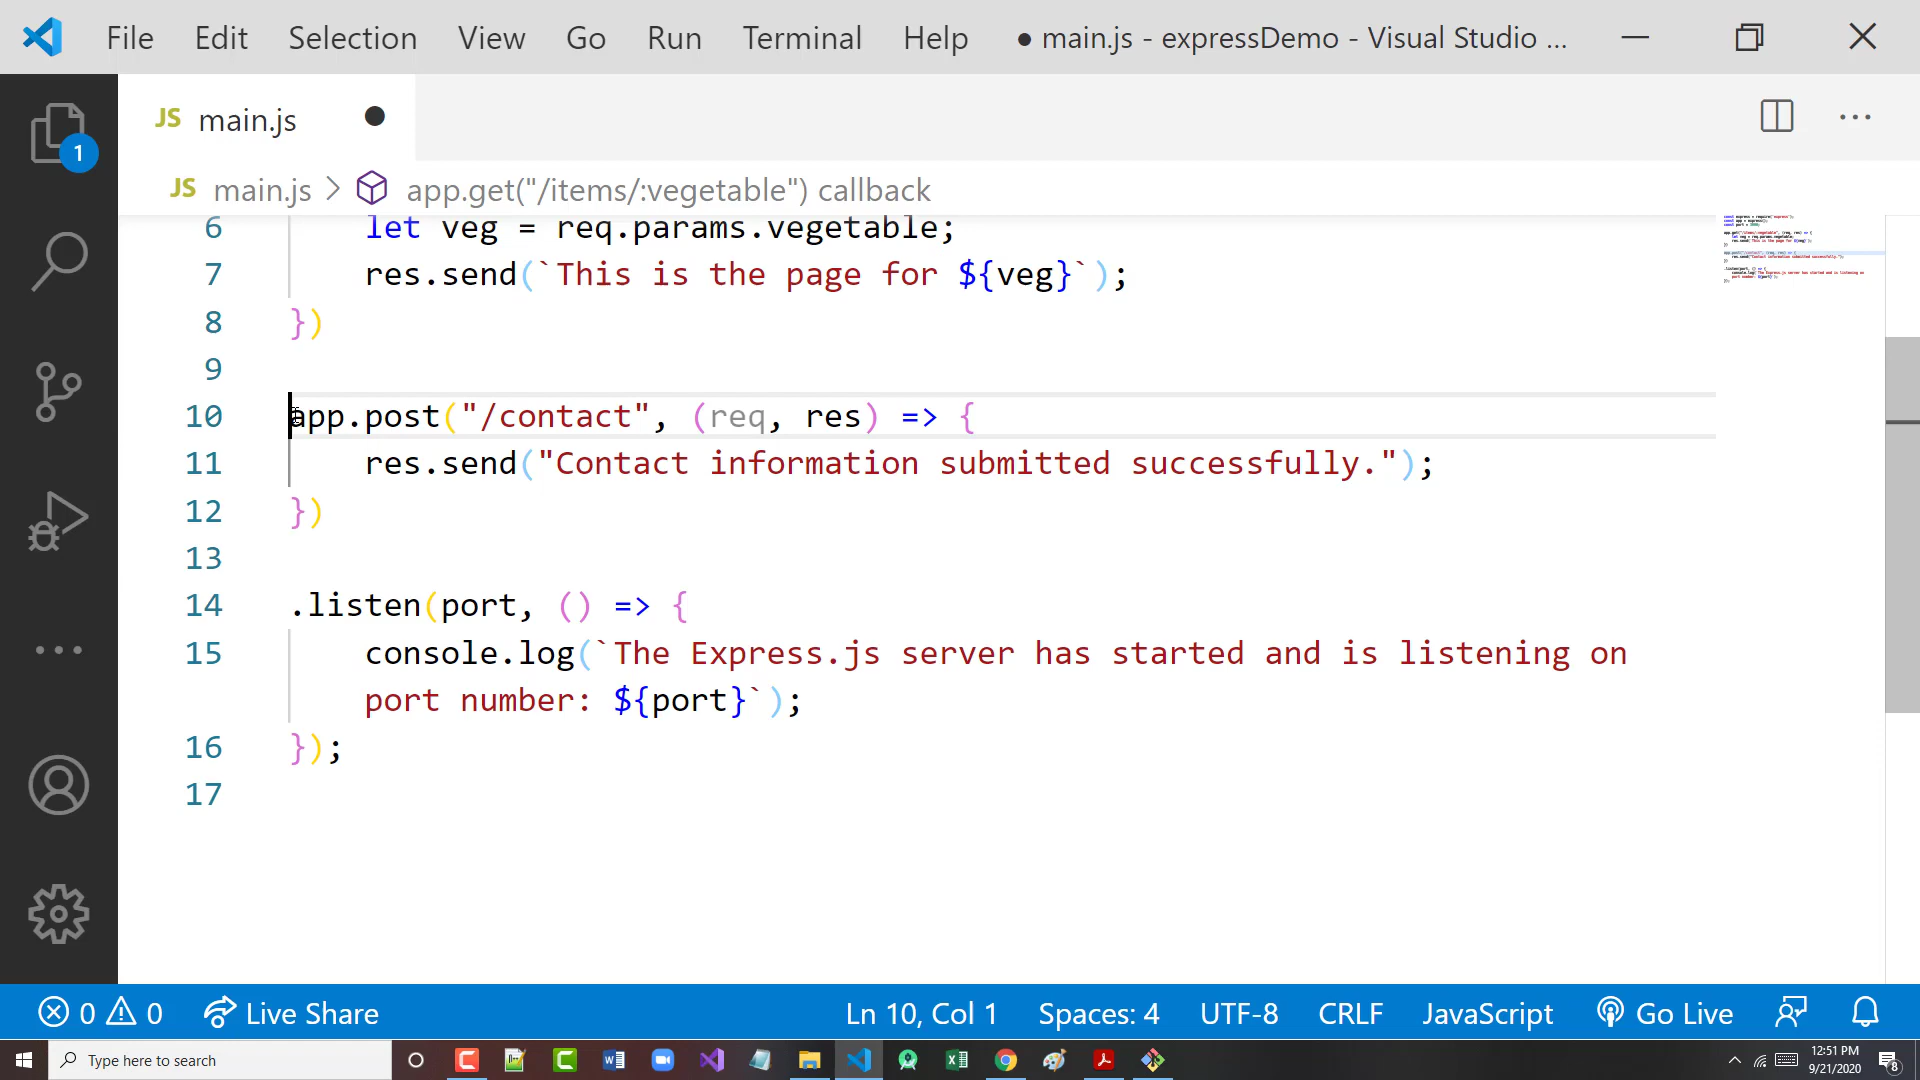 File Edit Selection View Go Run Terminal Help ● main.js - expressDemo - Visual Studio ...
JS main.js ●
1
JS main.js > app.get("/items/:vegetable") callback
6 let veg = req.params.vegetable;
7 res.send(`This is the page for ${veg}`);
8 })
9
10 app.post("/contact", (req, res) => {
11 res.send("Contact information submitted successfully.");
12 })
13
14 .listen(port, () => {
15 console.log(`The Express.js server has started and is listening on
port number: ${port}`);
16 });
17
0 0 Live Share Ln 10, Col 1 Spaces: 4 UTF-8 CRLF JavaScript Go Live
Type here to search
12:51 PM
9/21/2020
8